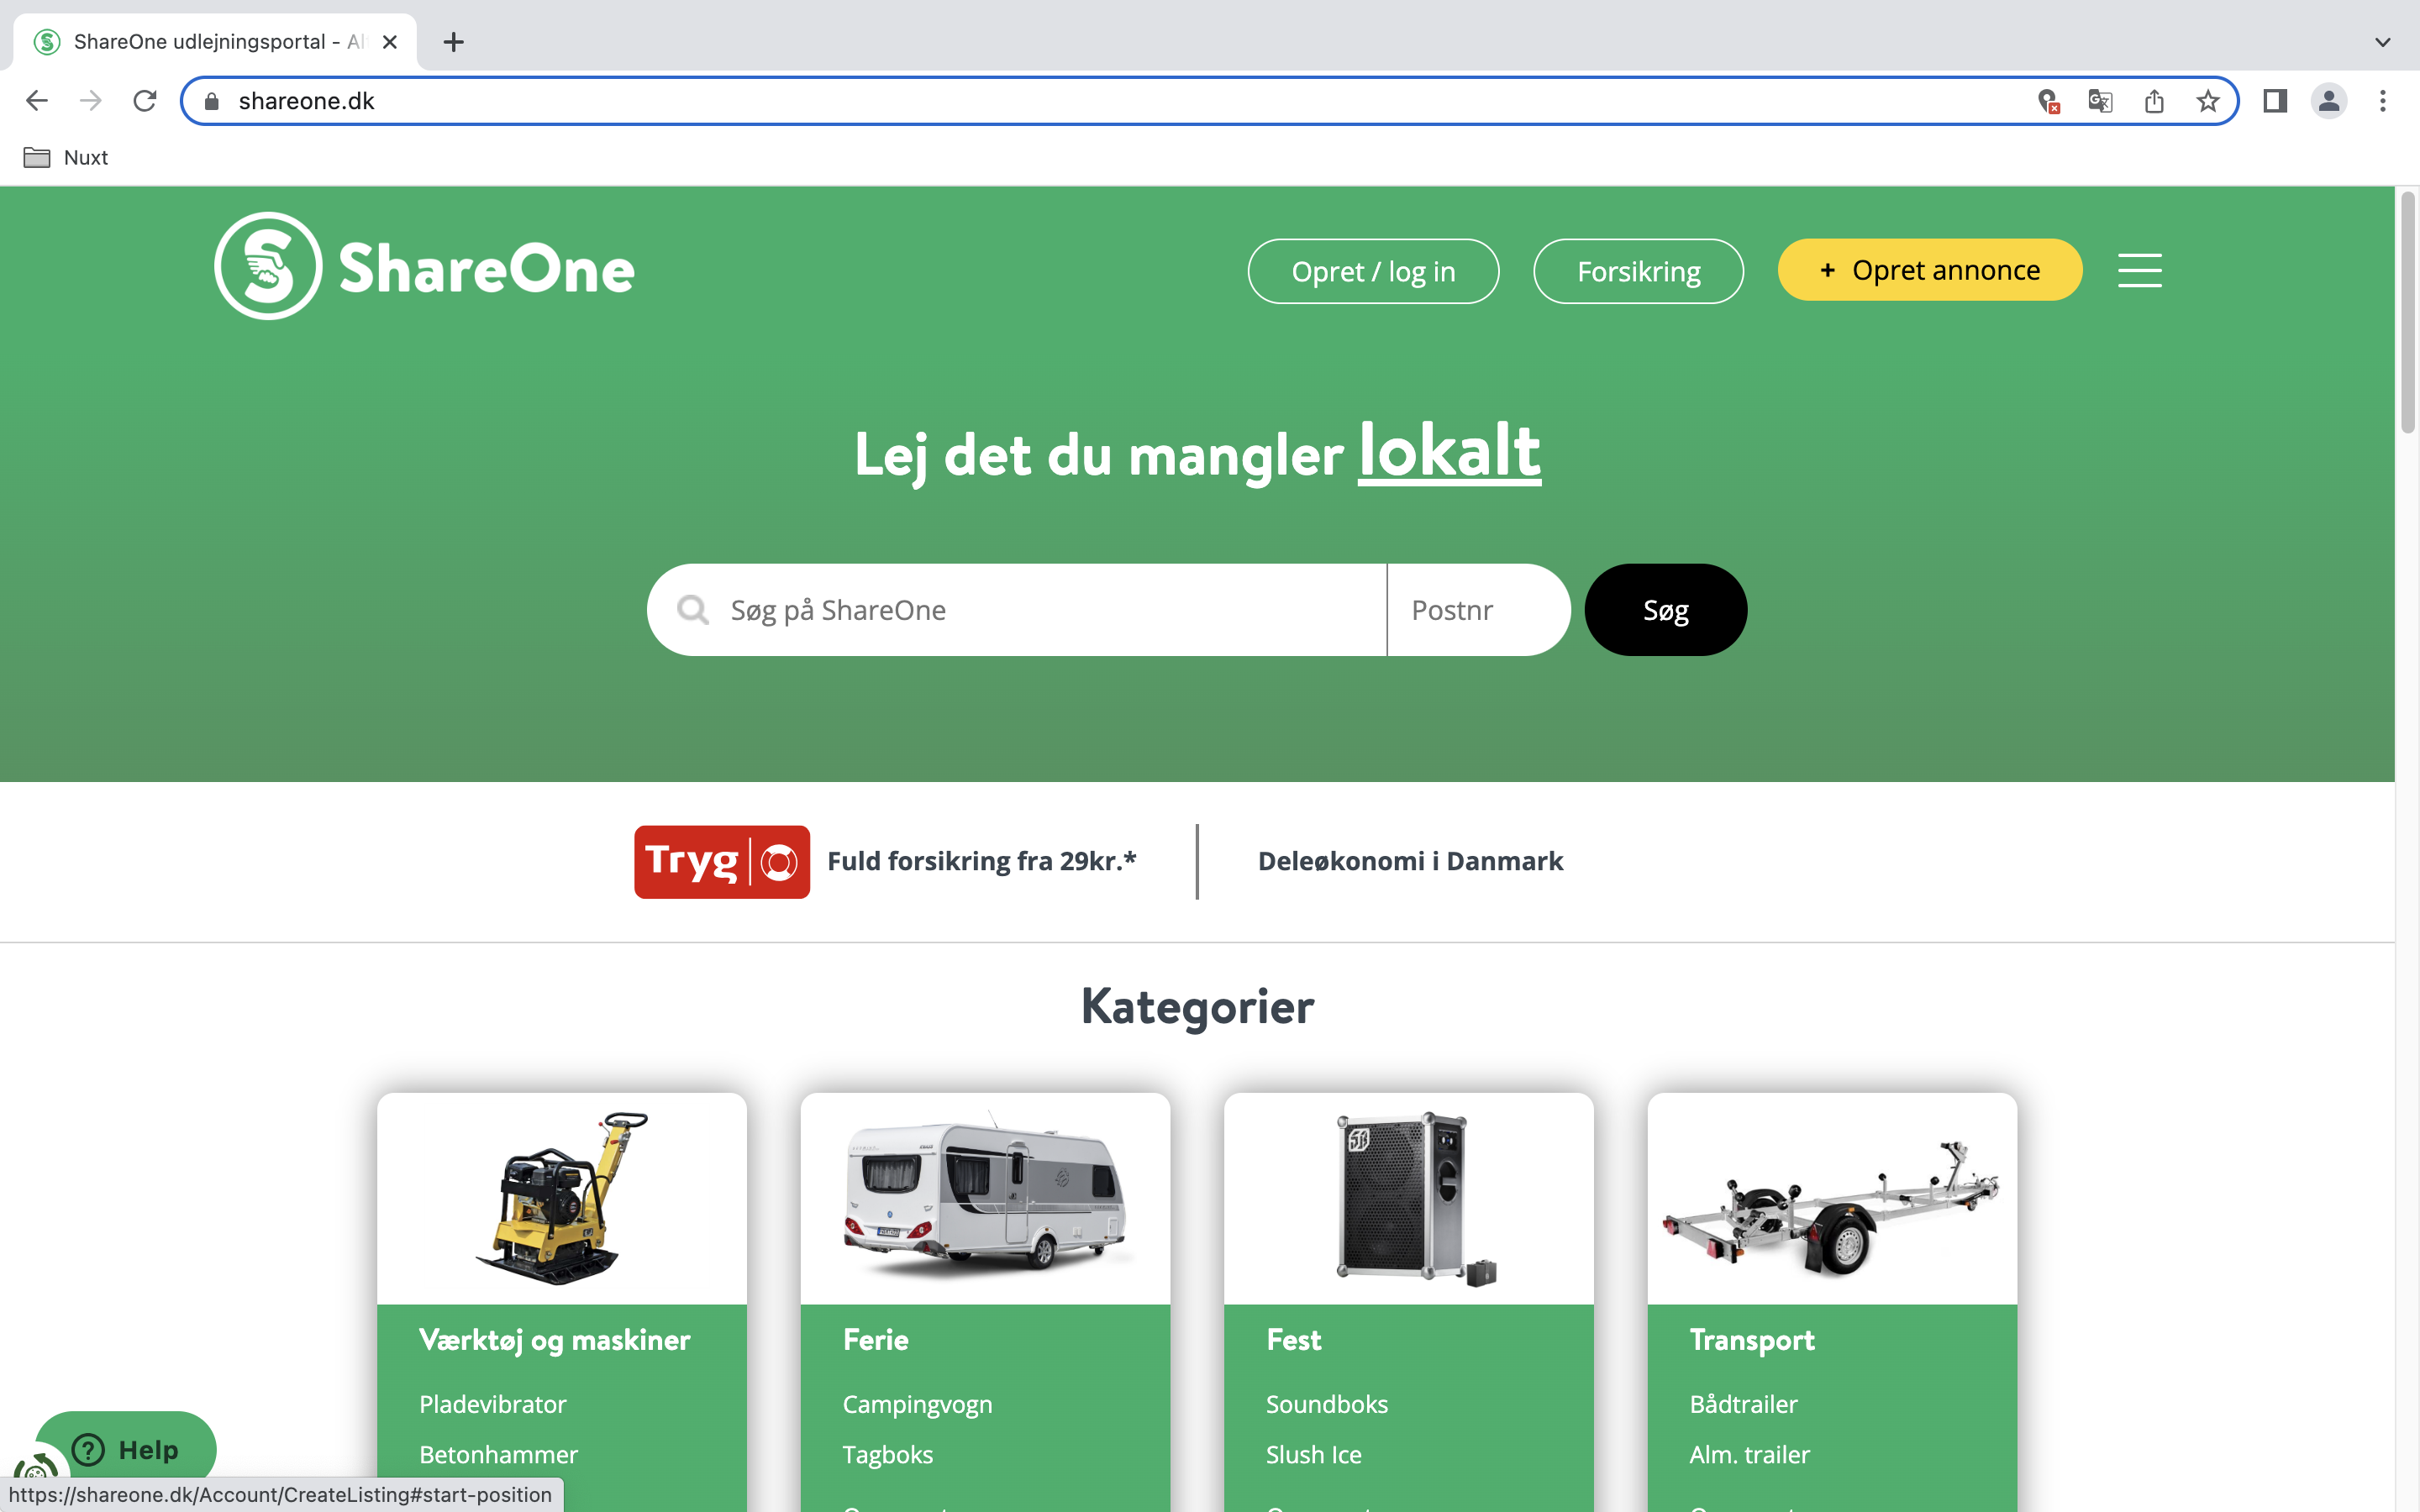 ShareOne udlejningsportal - Al
shareone.dk
Nuxt
ShareOne
Opret / log in
Forsikring
+ Opret annonce
Lej det du mangler lokalt
Søg på ShareOne
Postnr
Søg
Tryg
Fuld forsikring fra 29kr.*
Deleøkonomi i Danmark
Kategorier
Værktøj og maskiner
Pladevibrator
Betonhammer
Ferie
Campingvogn
Tagboks
Fest
Soundboks
Slush Ice
Transport
Bådtrailer
Alm. trailer
Help
https://shareone.dk/Account/CreateListing#start-position